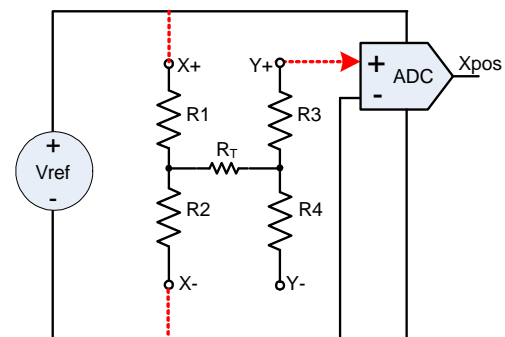 X+
Y+
+
-
ADC
Xpos
R1
R3
+
Vref
-
RT
R2
R4
X-
Y-